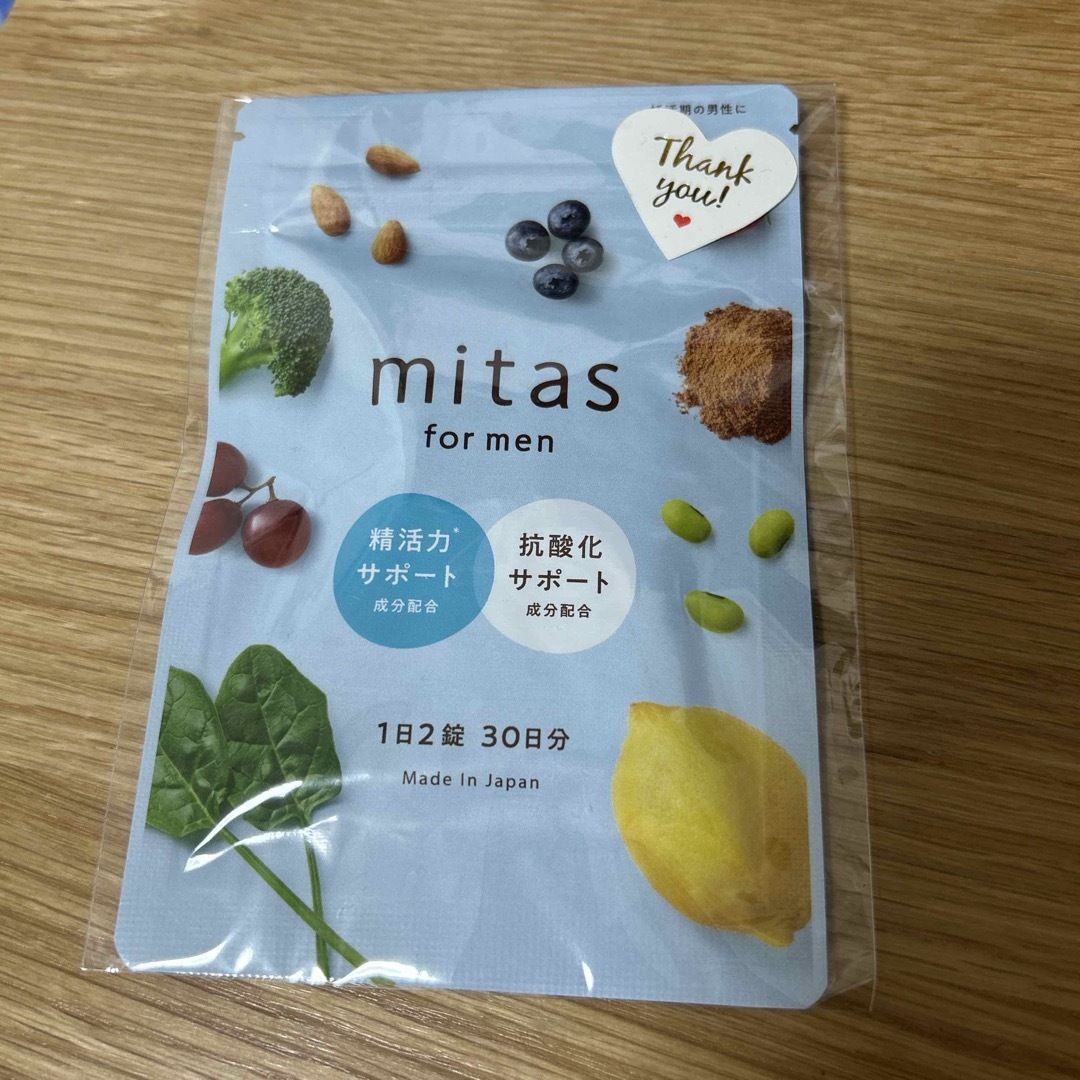 期の男性に
Thank
you!
mitas
for men
精活力*
サポート
成分配合
抗酸化
サポート
成分配合
1日2錠 30日分
Made In Japan